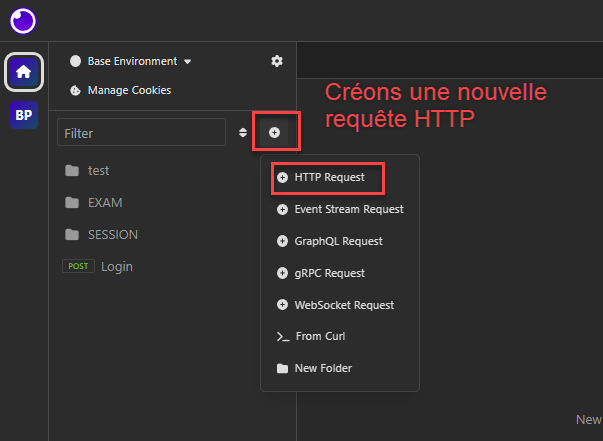 Base Environment
Manage Cookies
BP
Créons une nouvelle
requête HTTP
Filter
test
EXAM
SESSION
POST Login
HTTP Request
Event Stream Request
GraphQL Request
gRPC Request
WebSocket Request
From Curl
New Folder
New